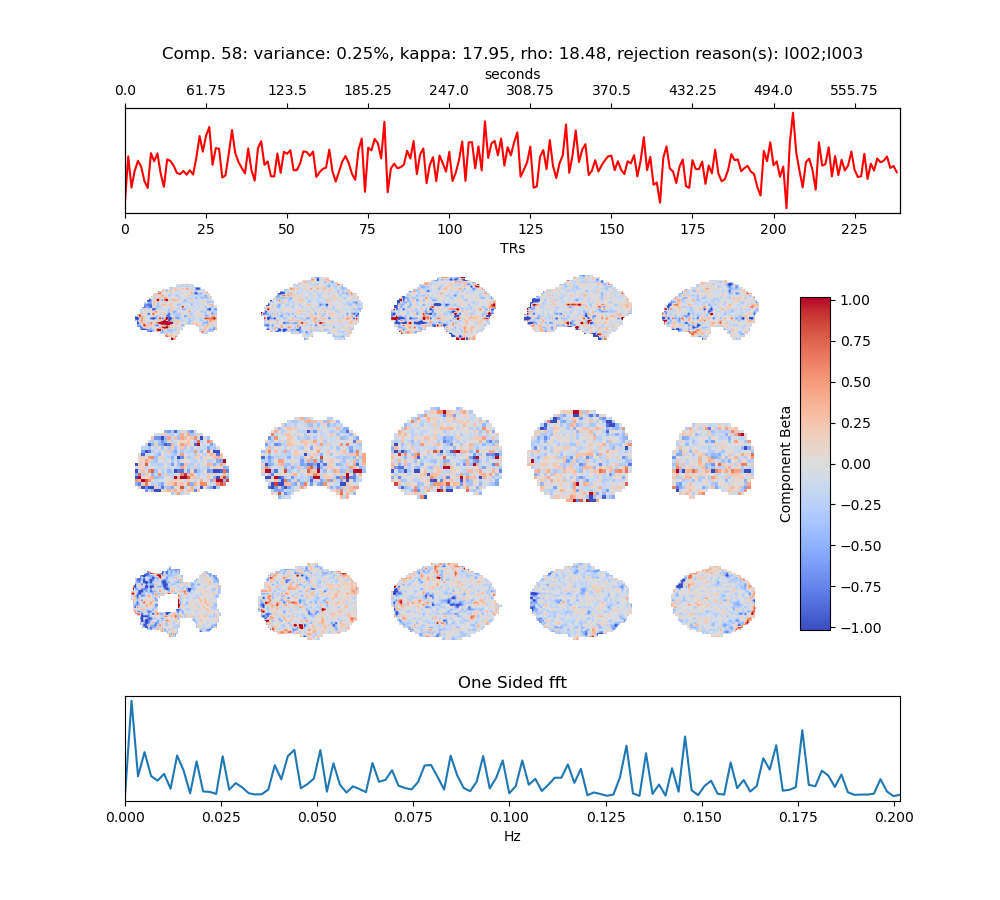 Comp. 58: variance: 0.25%, kappa: 17.95, rho: 18.48, rejection reason(s): I002;I003
seconds
0.0 61.75 123.5 185.25 247.0 308.75 370.5 432.25 494.0 555.75
0 25 50 75 100 125 150 175 200 225
TRs
1.00
0.75
0.50
0.25
0.00
−0.25
−0.50
−0.75
−1.00
Component Beta
One Sided fft
0.000 0.025 0.050 0.075 0.100 0.125 0.150 0.175 0.200
Hz